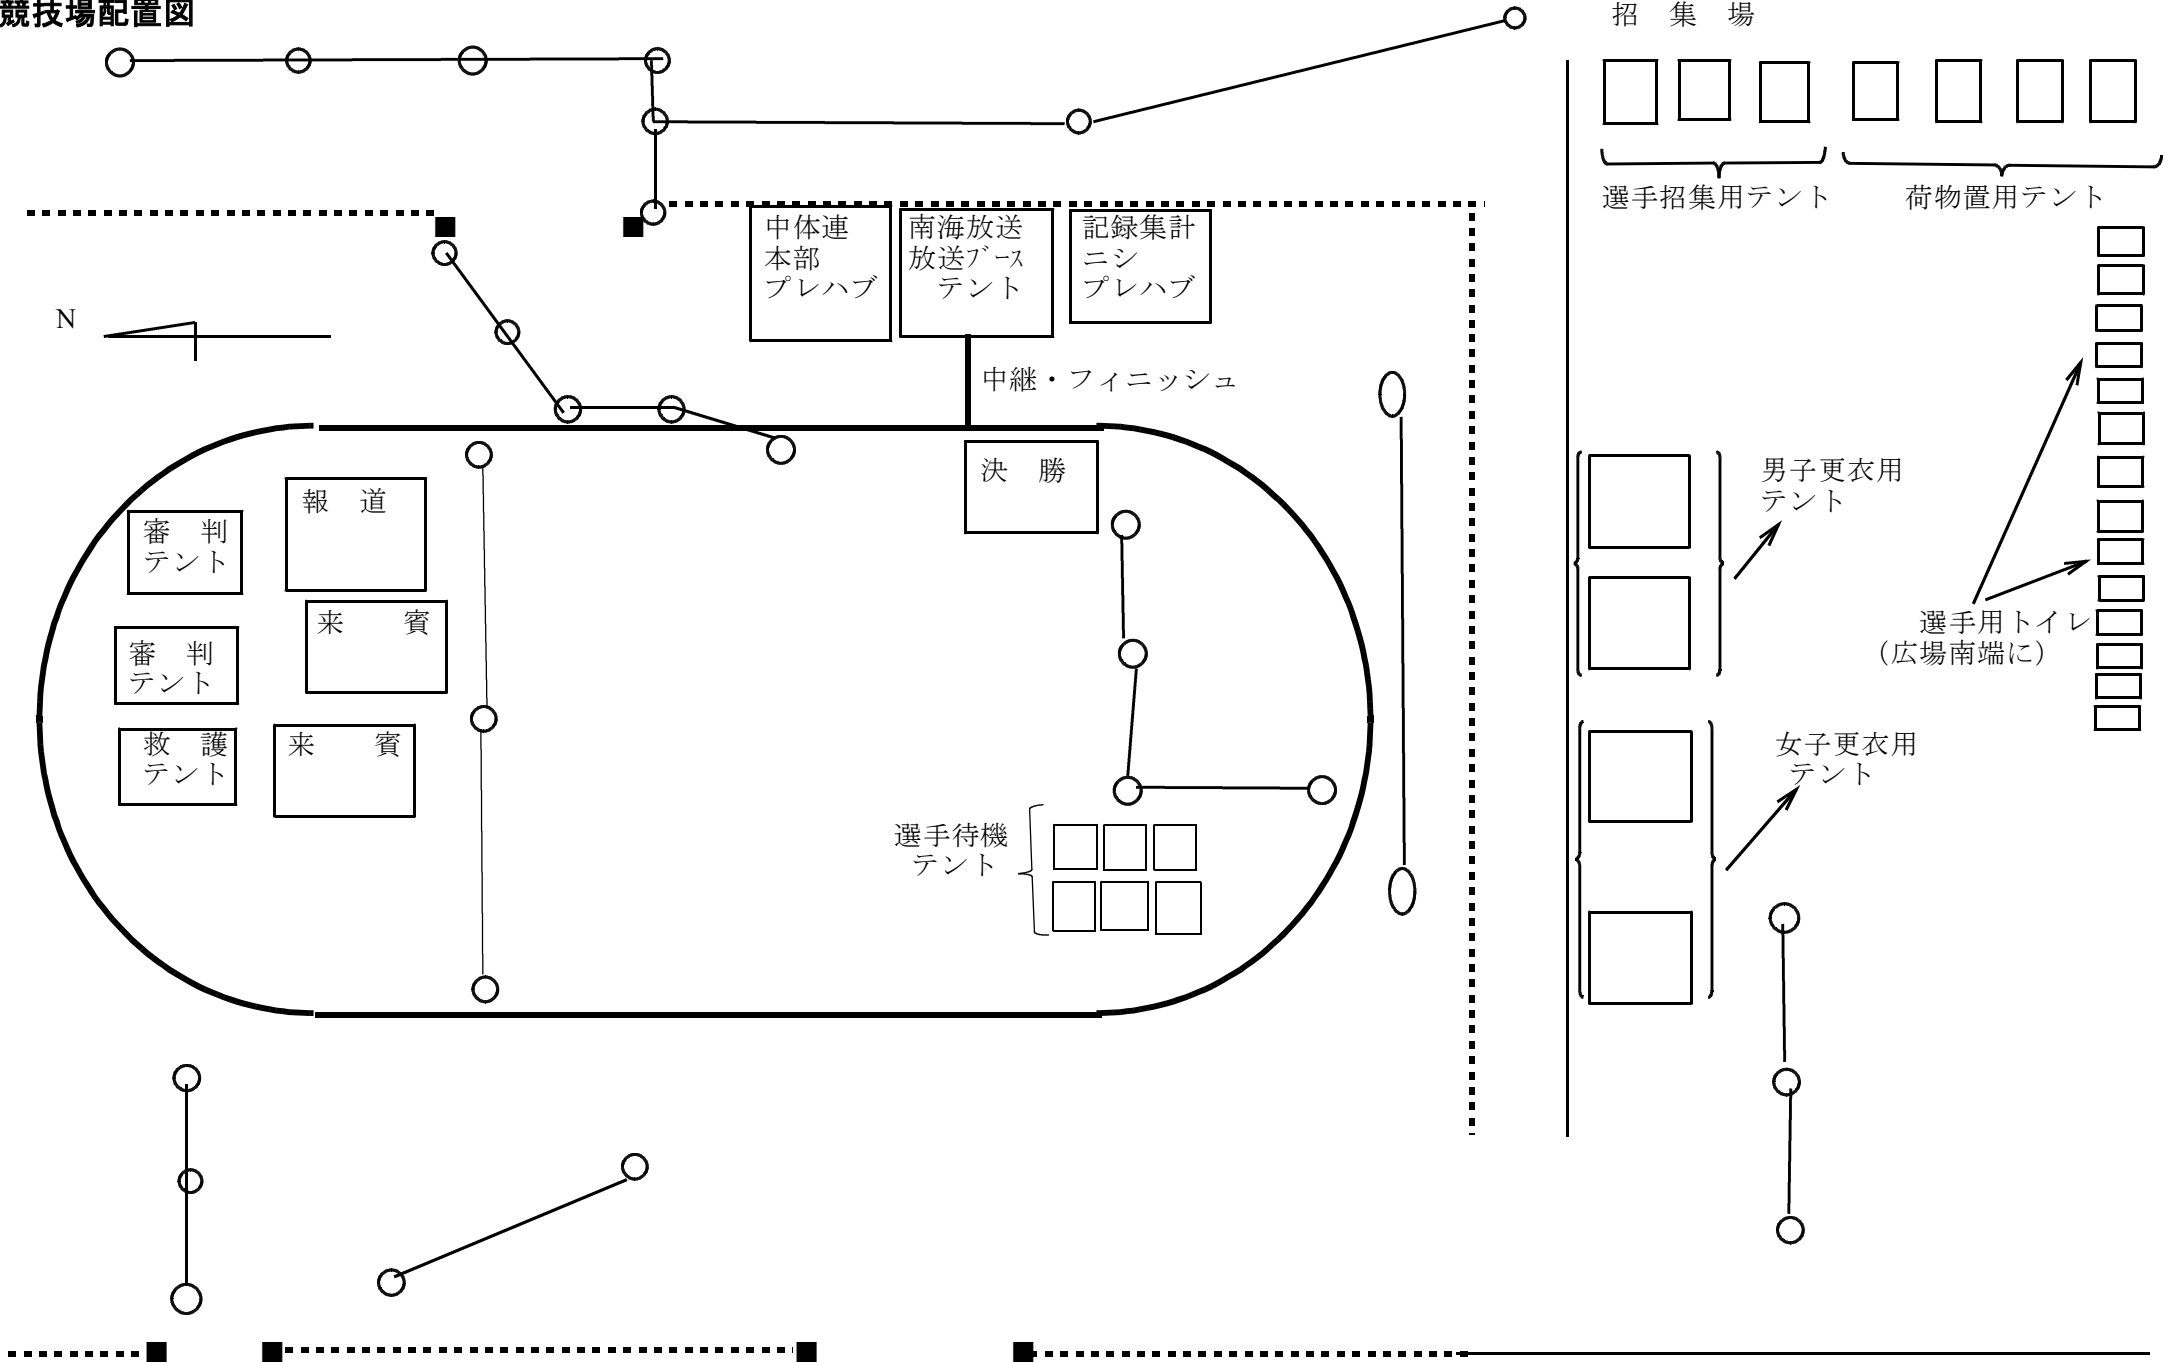 競技場配置図
招　集　場
選手招集用テント
荷物置用テント
中体連
本部
プレハブ
南海放送
放送ﾌﾞｰｽ
テント
記録集計
ニシ
プレハブ
N
中継・フィニッシュ
決　勝
報　道
審　判
テント
来　　賓
審　判
テント
救　護
テント
来　　賓
選手待機
テント
男子更衣用
テント
選手用トイレ
（広場南端に）
女子更衣用
テント